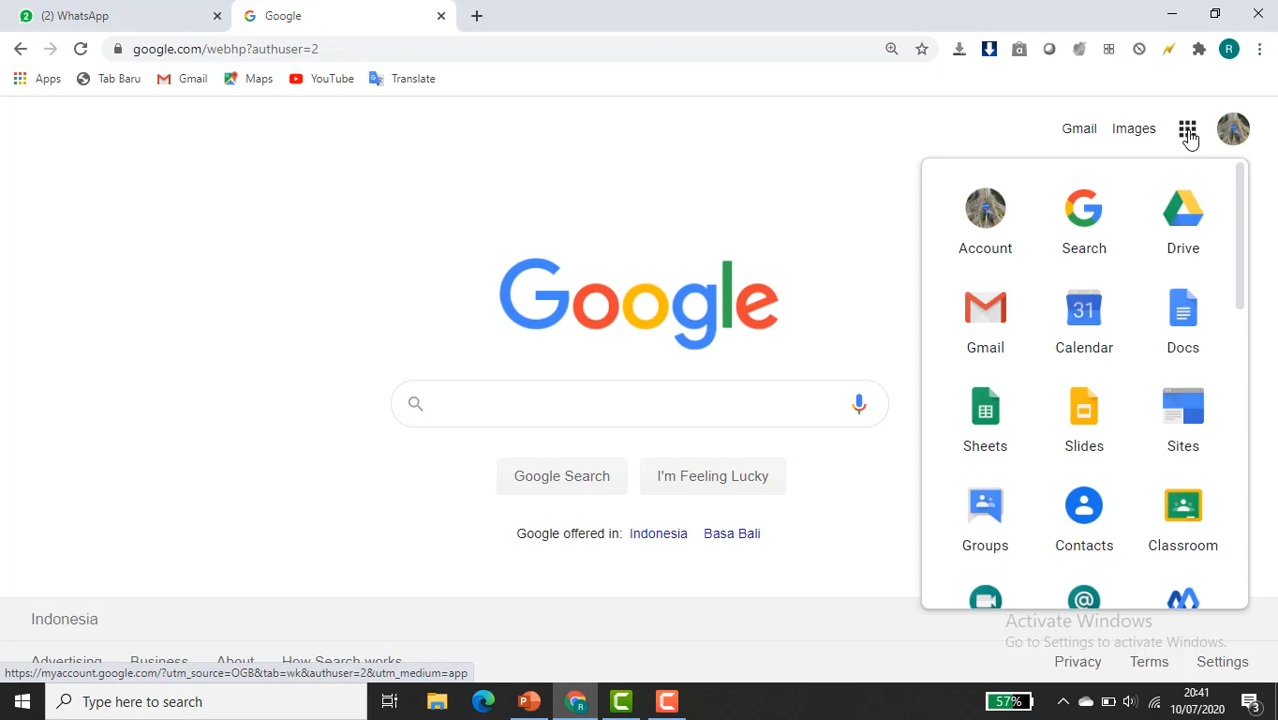 (2) WhatsApp
Google
google.com/webhp?authuser=2
R
Apps Tab Baru Gmail Maps YouTube Translate
Gmail Images
Account Search Drive
31
Gmail Calendar Docs
Sheets Slides Sites
Groups Contacts Classroom
Google
Google Search I'm Feeling Lucky
Google offered in: Indonesia Basa Bali
Indonesia
Advertising Business About How Search works
Privacy Terms Settings
Activate Windows
Go to Settings to activate Windows.
https://myaccount.google.com/?utm_source=OGB&tab=wk&authuser=2&utm_medium=app
Type here to search
57%
20:41
10/07/2020
3